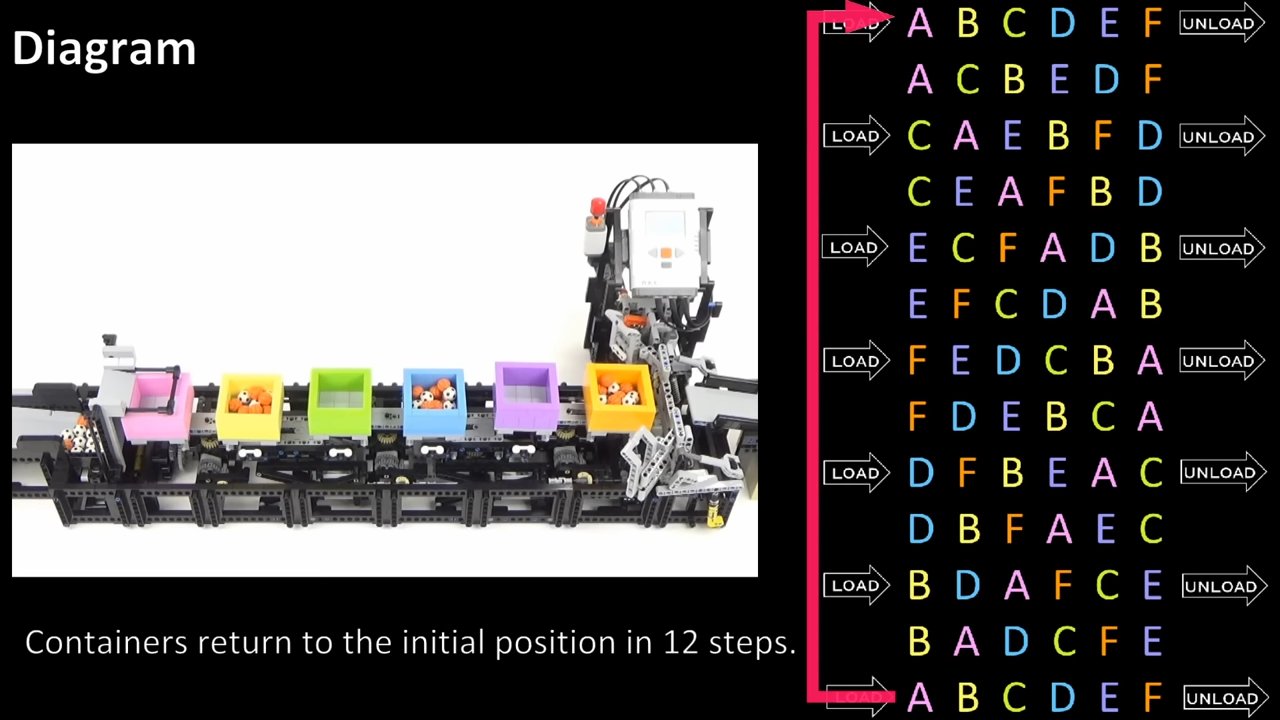 Diagram
LOAD A B C D E F UNLOAD
A C B E D F
LOAD C A E B F D UNLOAD
C E A F B D
LOAD E C F A D B UNLOAD
E F C D A B
LOAD F E D C B A UNLOAD
F D E B C A
LOAD D F B E A C UNLOAD
D B F A E C
LOAD B D A F C E UNLOAD
B A D C F E
LOAD A B C D E F UNLOAD
Containers return to the initial position in 12 steps.